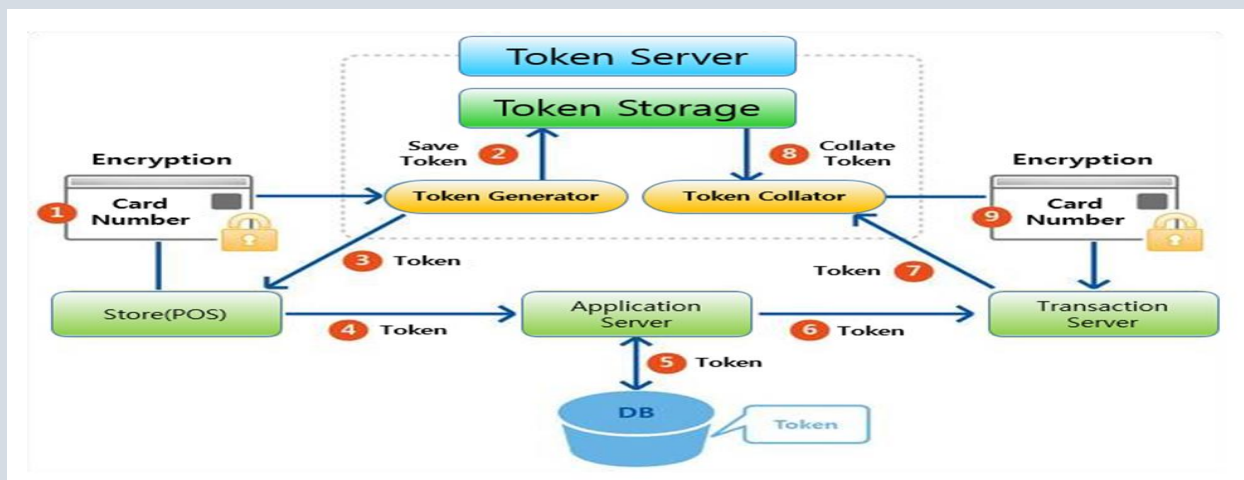 Token Server
Token Storage
Save
Token
2
8
Collate
Token
Encryption
Encryption
Token Generator
Token Collator
1
Card
Number
9
Card
Number
3
Token
Token
7
Store(POS)
Application
Server
Transaction
Server
4
Token
6
Token
5
Token
DB
Token